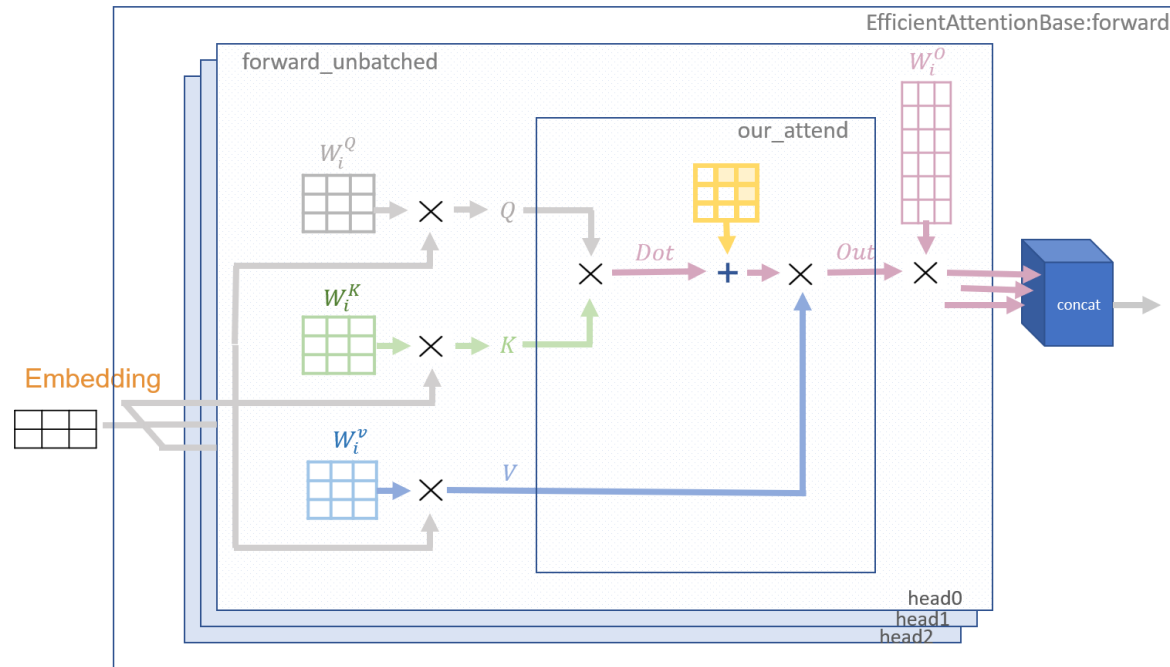 EfficientAttentionBase:forward
forward_unbatched
W_i^O
our_attend
W_i^Q
Q
Dot
+
Out
W_i^K
K
concat
Embedding
W_i^v
V
head0
head1
head2